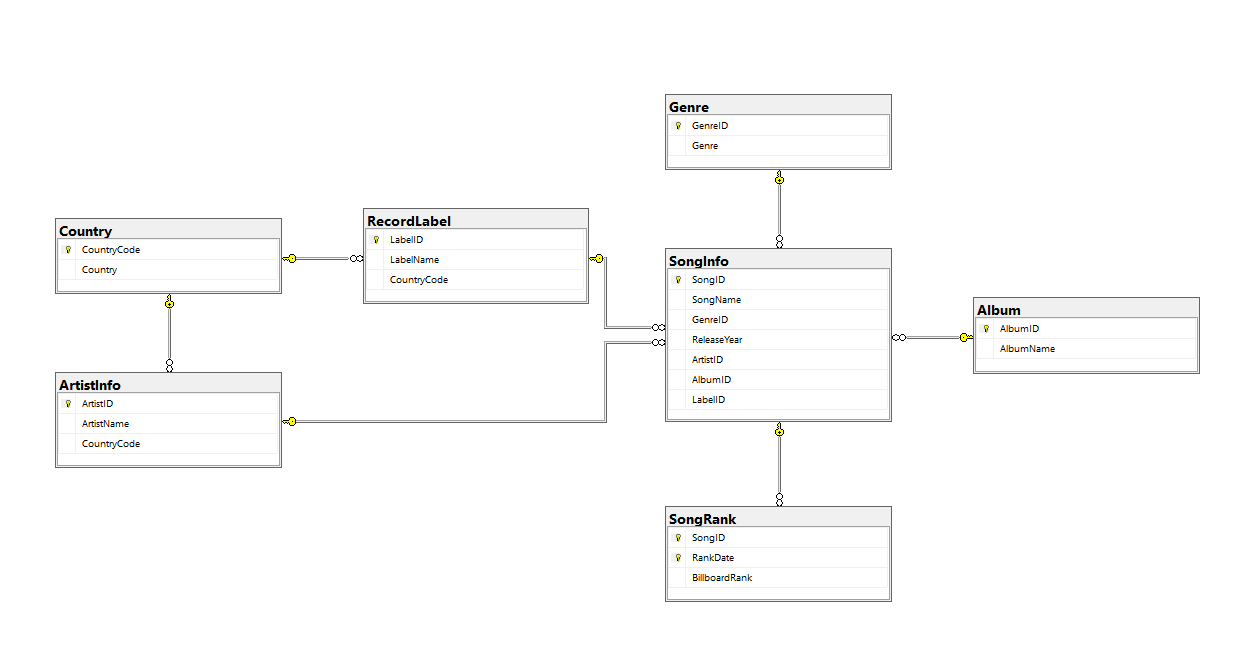 Genre
GenreID
Genre
Country
CountryCode
Country
RecordLabel
LabelID
LabelName
CountryCode
SongInfo
SongID
SongName
GenreID
ReleaseYear
ArtistID
AlbumID
LabelID
Album
AlbumID
AlbumName
ArtistInfo
ArtistID
ArtistName
CountryCode
SongRank
SongID
RankDate
BillboardRank